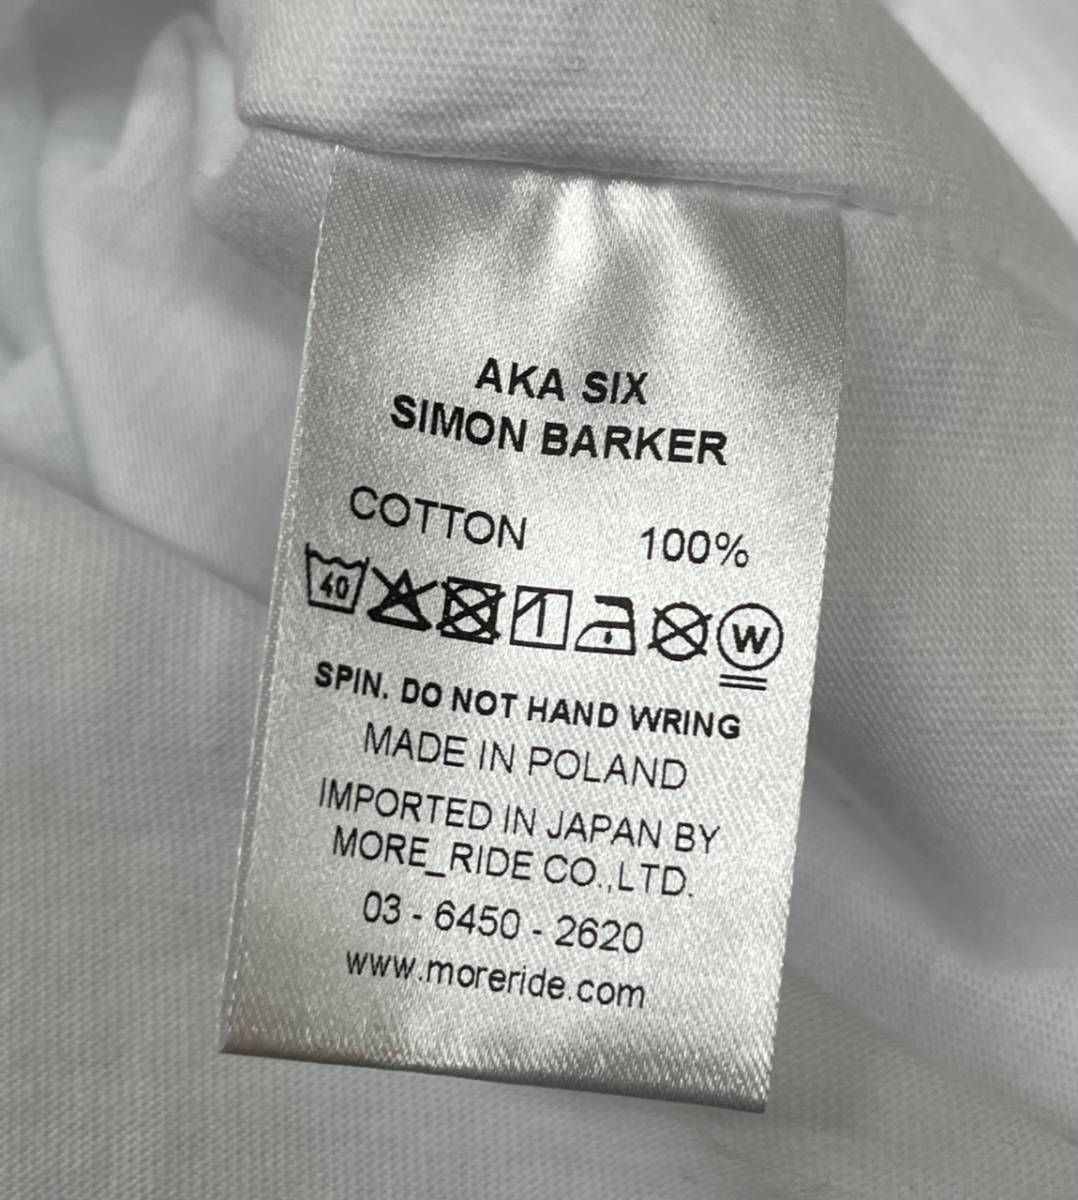 AKA SIX
SIMON BARKER
COTTON 100%
40 W
SPIN. DO NOT HAND WRING
MADE IN POLAND
IMPORTED IN JAPAN BY
MORE_RIDE CO.,LTD.
03 - 6450 - 2620
www.moreride.com